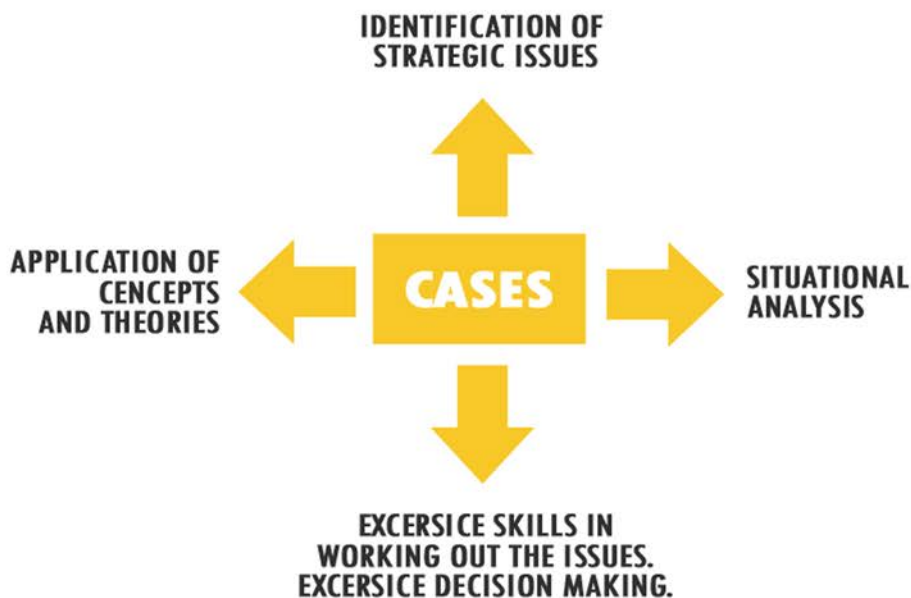 IDENTIFICATION OF
STRATEGIC ISSUES
APPLICATION OF
CENCEPTS
AND THEORIES
CASES
SITUATIONAL
ANALYSIS
EXCERSICE SKILLS IN
WORKING OUT THE ISSUES.
EXCERSICE DECISION MAKING.